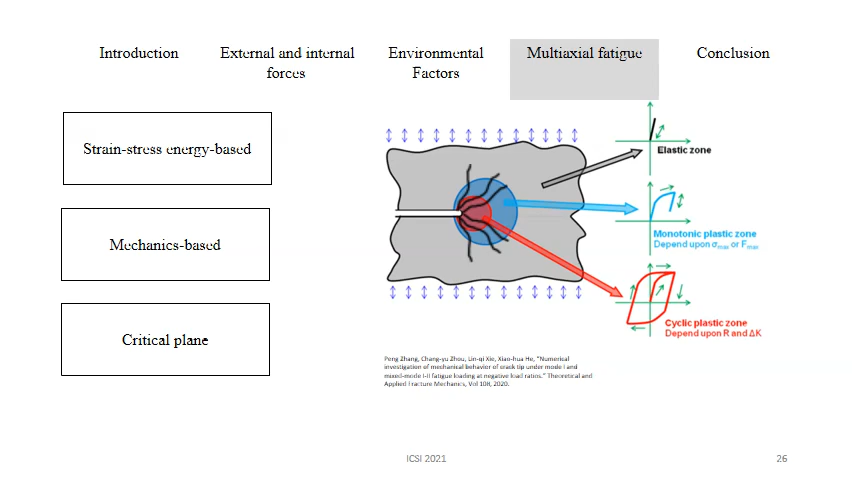 Introduction
External and internal
forces
Environmental
Factors
Multiaxial fatigue
Conclusion
Strain-stress energy-based
Mechanics-based
Critical plane
Elastic zone
Monotonic plastic zone
Depend upon σmax or Fmax
Cyclic plastic zone
Depend upon R and ΔK
Peng Zhang, Chang-yu Zhou, Lin-qi Xie, Xiao-hua He, "Numerical
investigation of mechanical behavior of crack tip under mode I and
mixed-mode I-II fatigue loading at negative load ratios." Theoretical and
Applied Fracture Mechanics, Vol 108, 2020.
ICSI 2021
26